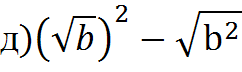 д)(√b)² − √b²